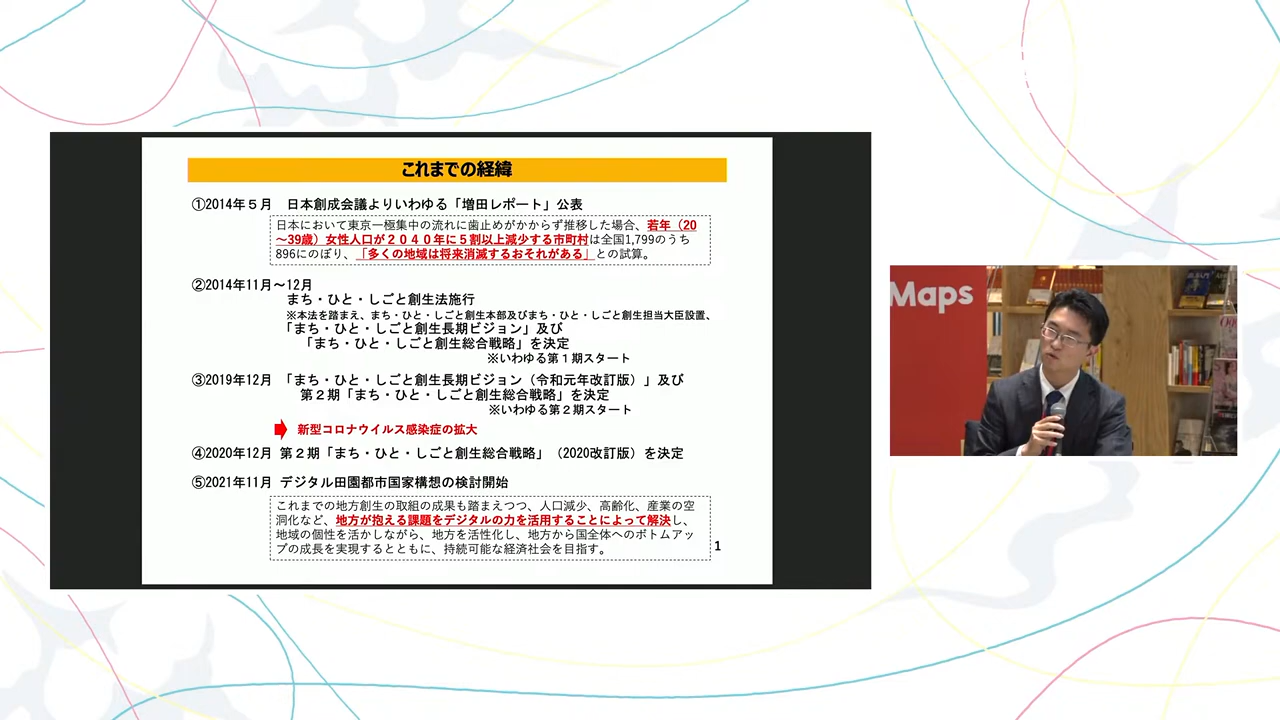 これまでの経緯
①2014年5月　日本創成会議よりいわゆる「増田レポート」公表
日本において東京一極集中の流れに歯止めがかからず推移した場合、若年（20
～39歳）女性人口が２０４０年に５割以上減少する市町村は全国1,799のうち
896にのぼり、「多くの地域は将来消滅するおそれがある」との試算。
②2014年11月～12月
まち・ひと・しごと創生法施行
※本法を踏まえ、まち・ひと・しごと創生本部及びまち・ひと・しごと創生担当大臣設置、
「まち・ひと・しごと創生長期ビジョン」及び
「まち・ひと・しごと創生総合戦略」を決定
※いわゆる第１期スタート
③2019年12月　「まち・ひと・しごと創生長期ビジョン（令和元年改訂版）」及び
第２期「まち・ひと・しごと創生総合戦略」を決定
※いわゆる第２期スタート
新型コロナウイルス感染症の拡大
④2020年12月 第２期「まち・ひと・しごと創生総合戦略」（2020改訂版）を決定
⑤2021年11月 デジタル田園都市国家構想の検討開始
これまでの地方創生の取組の成果も踏まえつつ、人口減少、高齢化、産業の空
洞化など、地方が抱える課題をデジタルの力を活用することによって解決し、
地域の個性を活かしながら、地方を活性化し、地方から国全体へのボトムアッ
プの成長を実現するとともに、持続可能な経済社会を目指す。
1
Maps